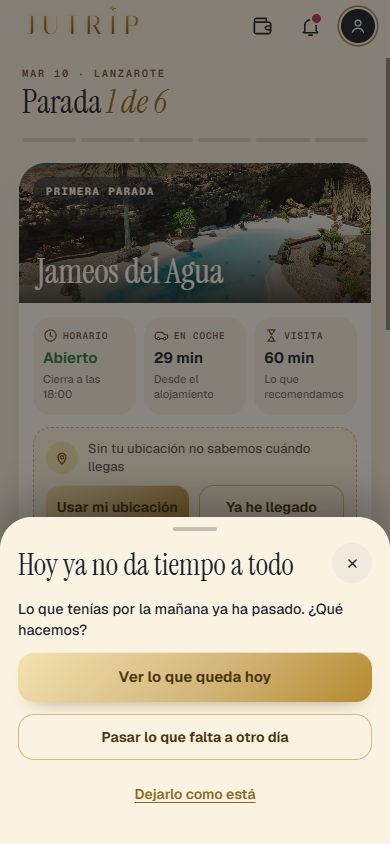 JUTRIP
MAR 10 · LANZAROTE
Parada 1 de 6
PRIMERA PARADA
Jameos del Agua
HORARIO
Abierto
Cierra a las
18:00
EN COCHE
29 min
Desde el
alojamiento
VISITA
60 min
Lo que
recomendamos
Sin tu ubicación no sabemos cuándo
llegas
Usar mi ubicación
Ya he llegado
Hoy ya no da tiempo a todo
Lo que tenías por la mañana ya ha pasado. ¿Qué
hacemos?
Ver lo que queda hoy
Pasar lo que falta a otro día
Dejarlo como está